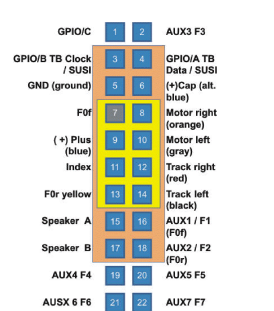 GPIO/C 1 2 AUX3 F3
GPIO/B TB Clock / SUSI 3 4 GPIO/A TB Data / SUSI
GND (ground) 5 6 (+)Cap (alt. blue)
F0f 7 8 Motor right (orange)
( +) Plus (blue) 9 10 Motor left (gray)
Index 11 12 Track right (red)
F0r yellow 13 14 Track left (black)
Speaker A 15 16 AUX1 / F1 (F0f)
Speaker B 17 18 AUX2 / F2 (F0r)
AUX4 F4 19 20 AUX5 F5
AUSX 6 F6 21 22 AUX7 F7